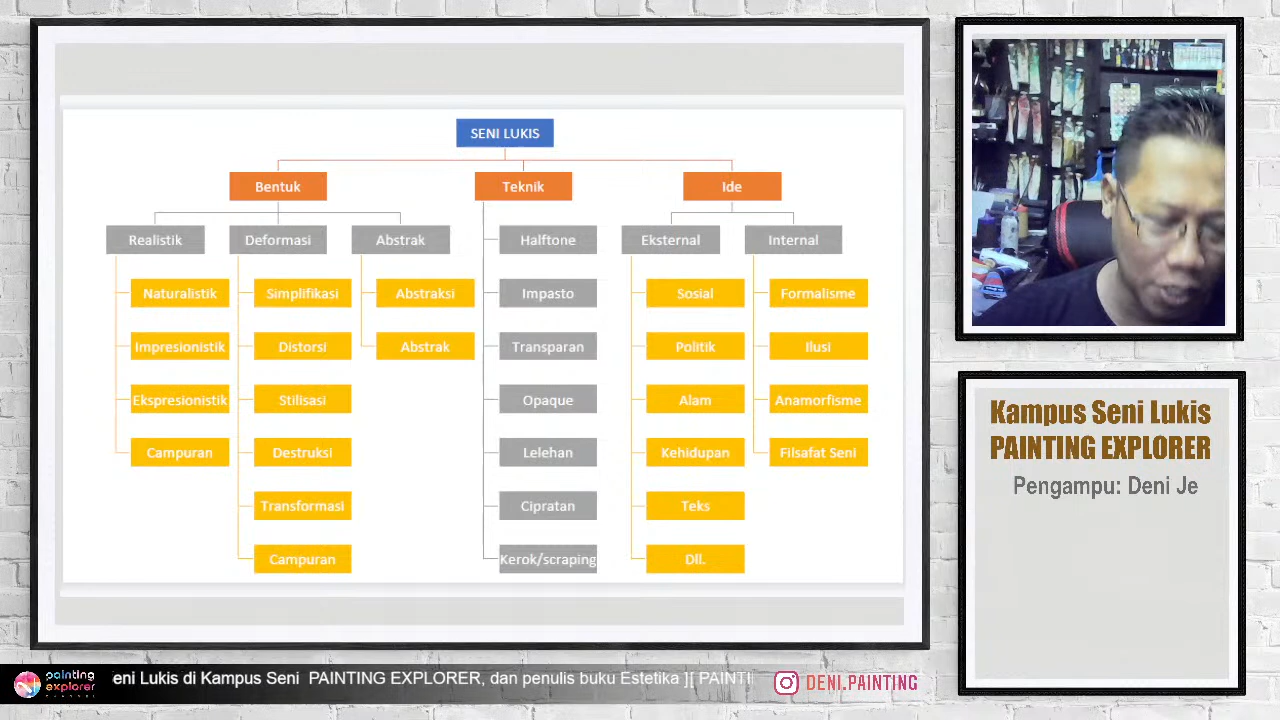 SENI LUKIS
Bentuk
Teknik
Ide
Realistik
Deformasi
Abstrak
Halftone
Eksternal
Internal
Naturalistik
Simplifikasi
Abstraksi
Impasto
Sosial
Formalisme
Impresionistik
Distorsi
Abstrak
Transparan
Politik
Ilusi
Ekspresionistik
Stilisasi
Opaque
Alam
Anamorfisme
Campuran
Destruksi
Lelehan
Kehidupan
Filsafat Seni
Transformasi
Cipratan
Teks
Campuran
Kerok/scraping
Dll.
Kampus Seni Lukis
PAINTING EXPLORER
Pengampu: Deni Je
painting
explorer
CHANNEL
eni Lukis di Kampus Seni PAINTING EXPLORER, dan penulis buku Estetika ][ PAINTI
DENI.PAINTING